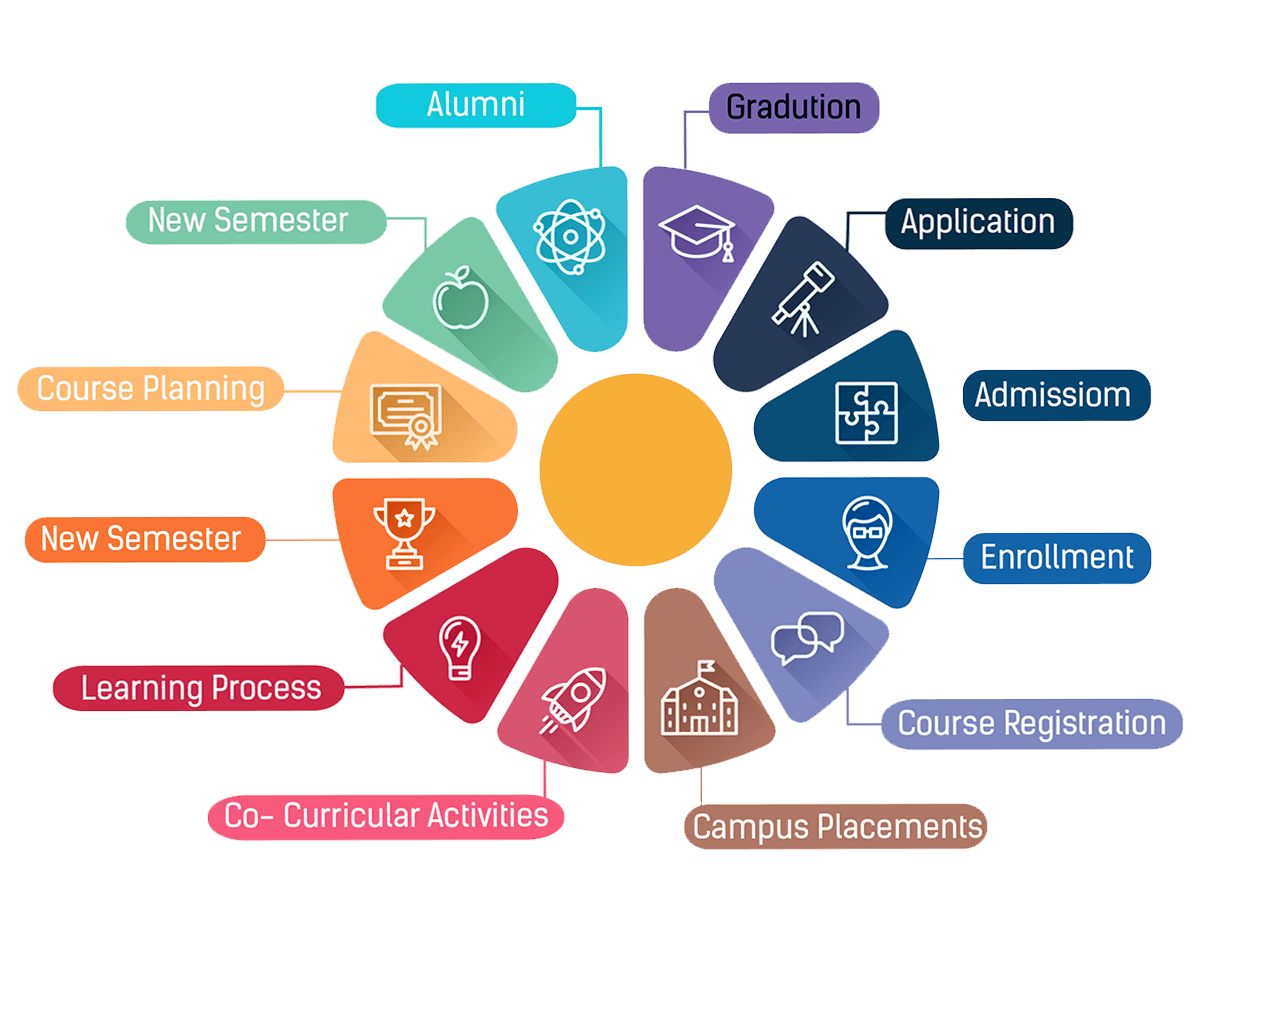 Alumni
Gradution
New Semester
Application
Course Planning
Admissiom
New Semester
Enrollment
Learning Process
Course Registration
Co- Curricular Activities
Campus Placements